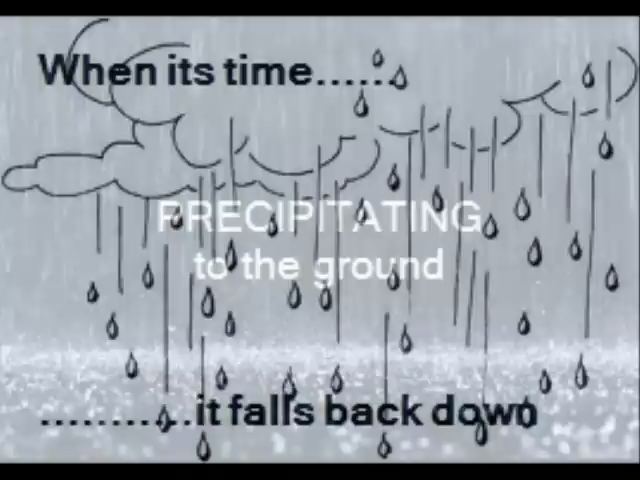 When its time......
PRECIPITATING
to the ground
............it falls back down